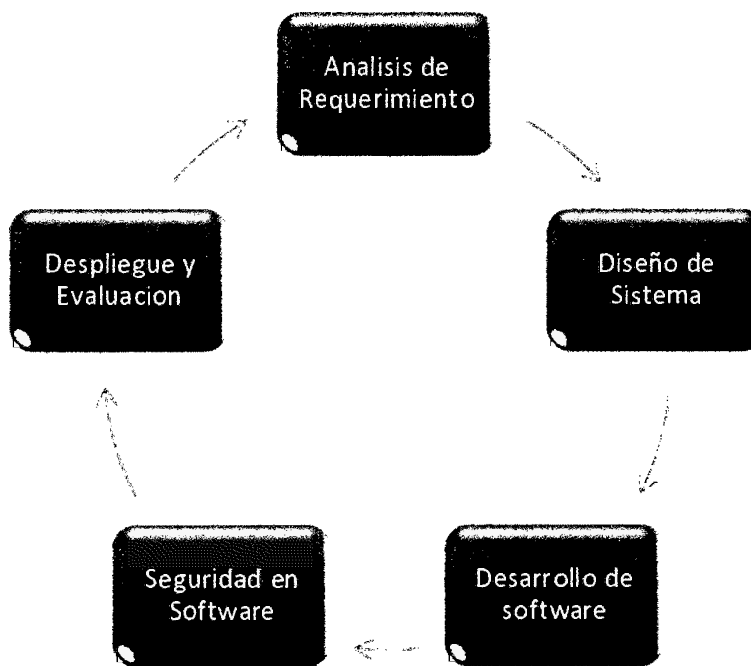 Analisis de
Requerimiento
Diseño de
Sistema
Desarrollo de
software
Seguridad en
Software
Despliegue y
Evaluacion